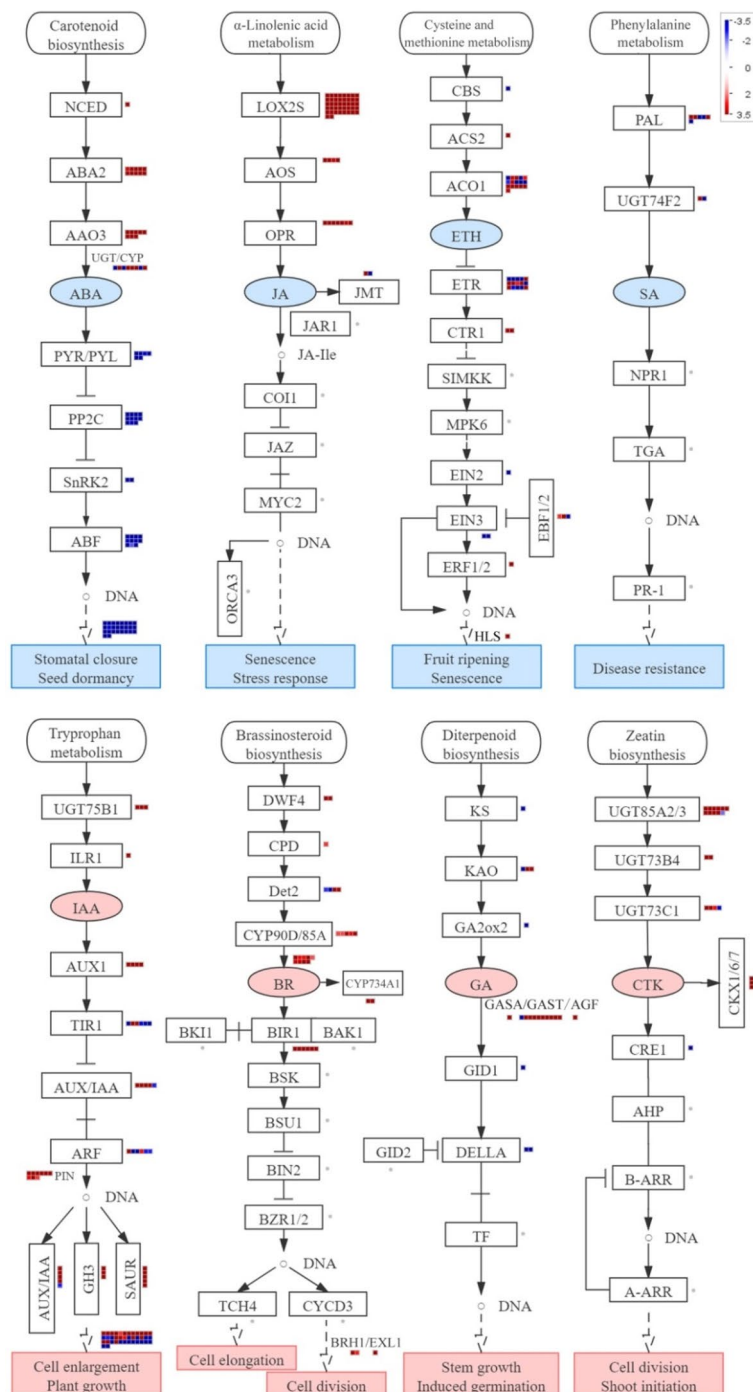 Carotenoid
biosynthesis
NCED
ABA2
AAO3
UGT/CYP
ABA
PYR/PYL
PP2C
SnRK2
ABF
DNA
Stomatal closure
Seed dormancy
α-Linolenic acid
metabolism
LOX2S
AOS
OPR
JA
JMT
JAR1
JA-Ile
COI1
JAZ
MYC2
DNA
ORCA3
Senescence
Stress response
Cysteine and
methionine metabolism
CBS
ACS2
ACO1
ETH
ETR
CTR1
SIMKK
MPK6
EIN2
EIN3
EBF1/2
ERF1/2
DNA
HLS
Fruit ripening
Senescence
Phenylalanine
metabolism
PAL
UGT74F2
SA
NPR1
TGA
DNA
PR-1
Disease resistance
-3.5
-2
0
2
3.5
Tryprophan
metabolism
UGT75B1
ILR1
IAA
AUX1
TIR1
AUX/IAA
ARF
PIN
DNA
AUX/IAA
GH3
SAUR
Cell enlargement
Plant growth
Brassinosteroid
biosynthesis
DWF4
CPD
Det2
CYP90D/85A
BR
CYP734A1
BKI1
BIR1
BAK1
BSK
BSU1
BIN2
BZR1/2
DNA
TCH4
CYCD3
BRH1/EXL1
Cell elongation
Cell division
Diterpenoid
biosynthesis
KS
KAO
GA2ox2
GA
GASA/GAST/AGF
GID1
GID2
DELLA
TF
DNA
Stem growth
Induced germination
Zeatin
biosynthesis
UGT85A2/3
UGT73B4
UGT73C1
CTK
CKX1/6/7
CRE1
AHP
B-ARR
DNA
A-ARR
Cell division
Shoot initiation